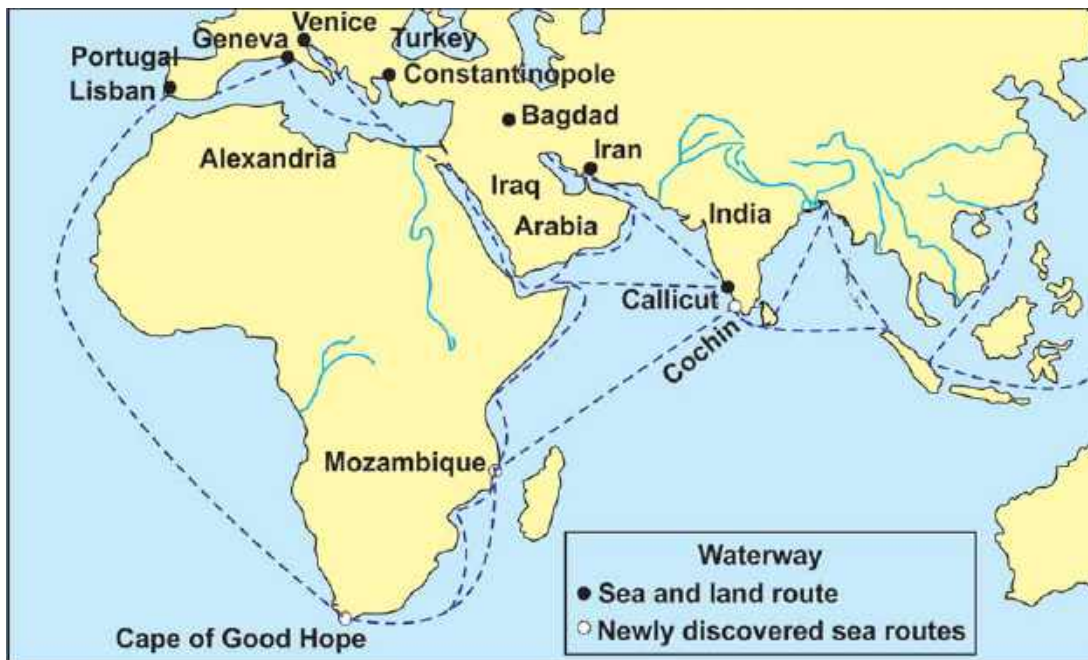 Venice
Geneva
Turkey
Portugal
Constantinopole
Lisban
Bagdad
Alexandria
Iran
Iraq
India
Arabia
Callicut
Cochin
Mozambique
Waterway
Sea and land route
Newly discovered sea routes
Cape of Good Hope